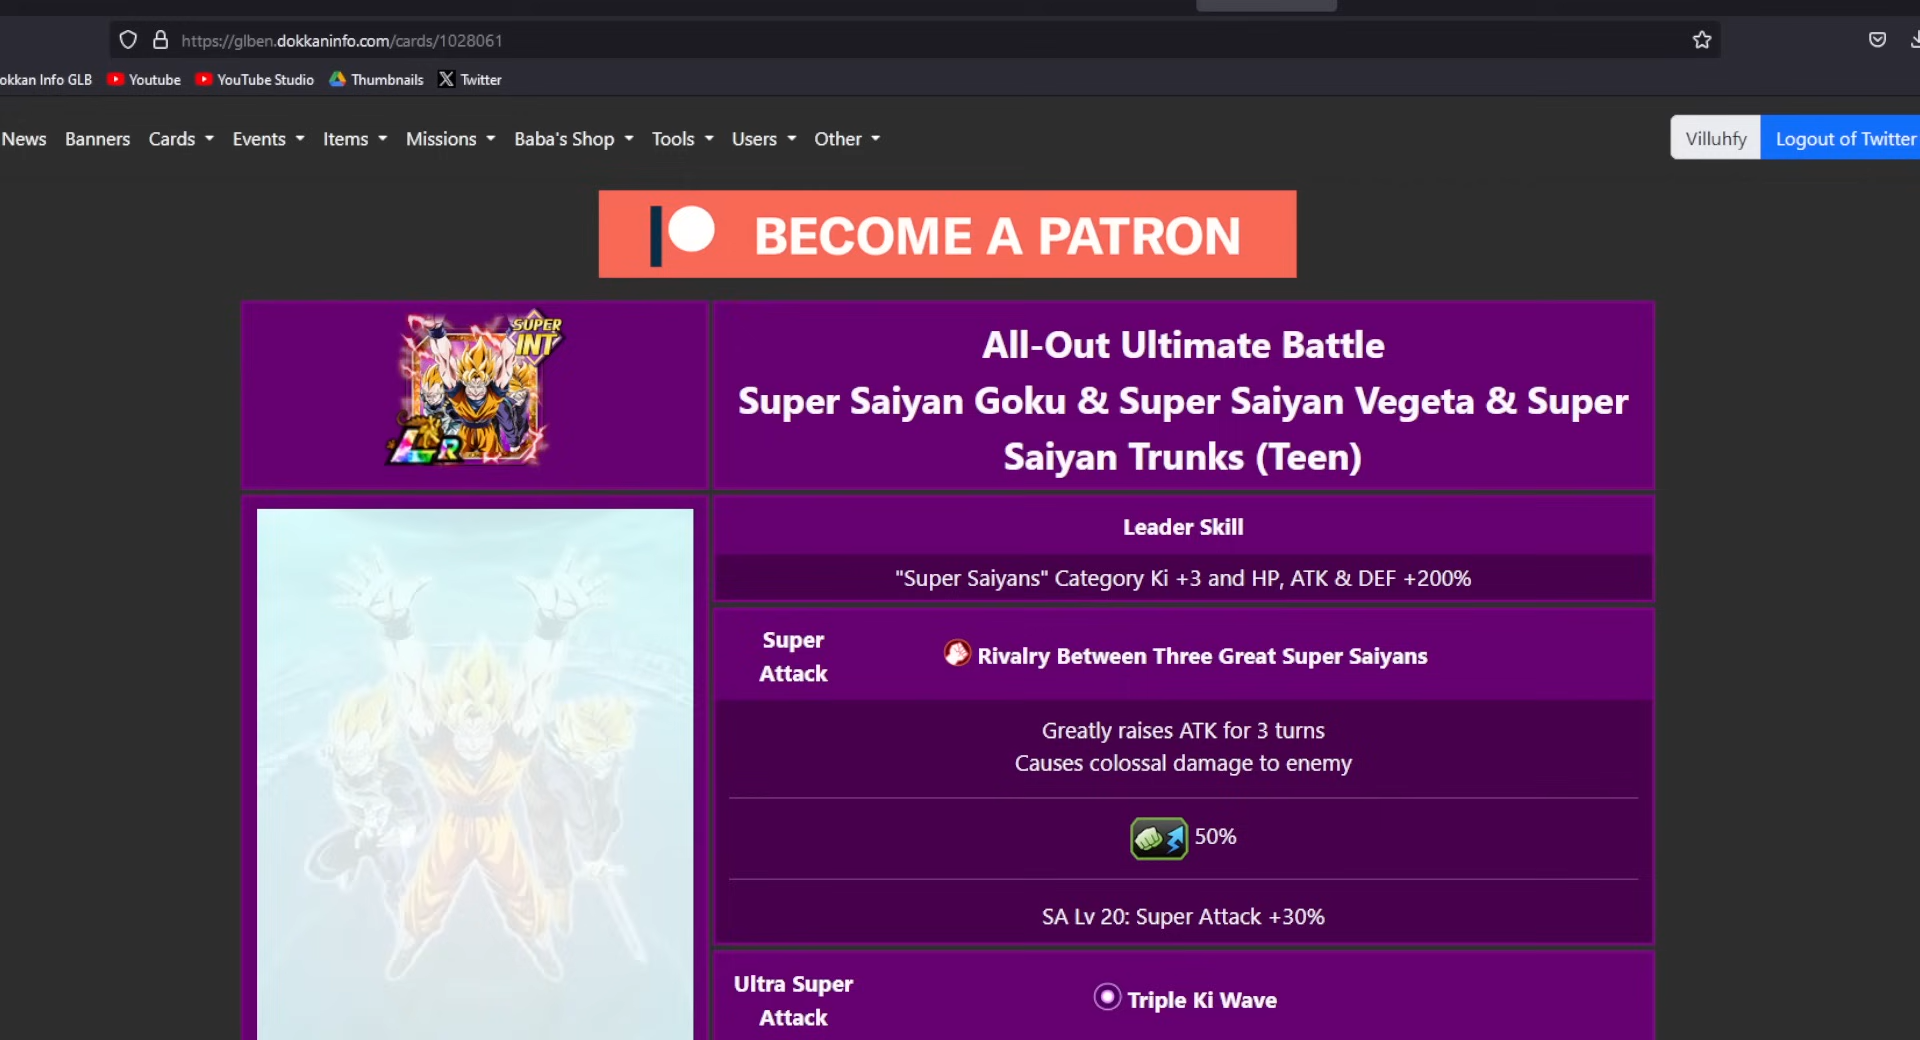 https://glben.dokkaninfo.com/cards/1028061
okkan Info GLB Youtube YouTube Studio Thumbnails Twitter
News Banners Cards Events Items Missions Baba's Shop Tools Users Other Villuhfy Logout of Twitter
BECOME A PATRON
SUPER
INT
LR
All-Out Ultimate Battle
Super Saiyan Goku & Super Saiyan Vegeta & Super
Saiyan Trunks (Teen)
Leader Skill
"Super Saiyans" Category Ki +3 and HP, ATK & DEF +200%
Super
Attack
Rivalry Between Three Great Super Saiyans
Greatly raises ATK for 3 turns
Causes colossal damage to enemy
50%
SA Lv 20: Super Attack +30%
Ultra Super
Attack
Triple Ki Wave